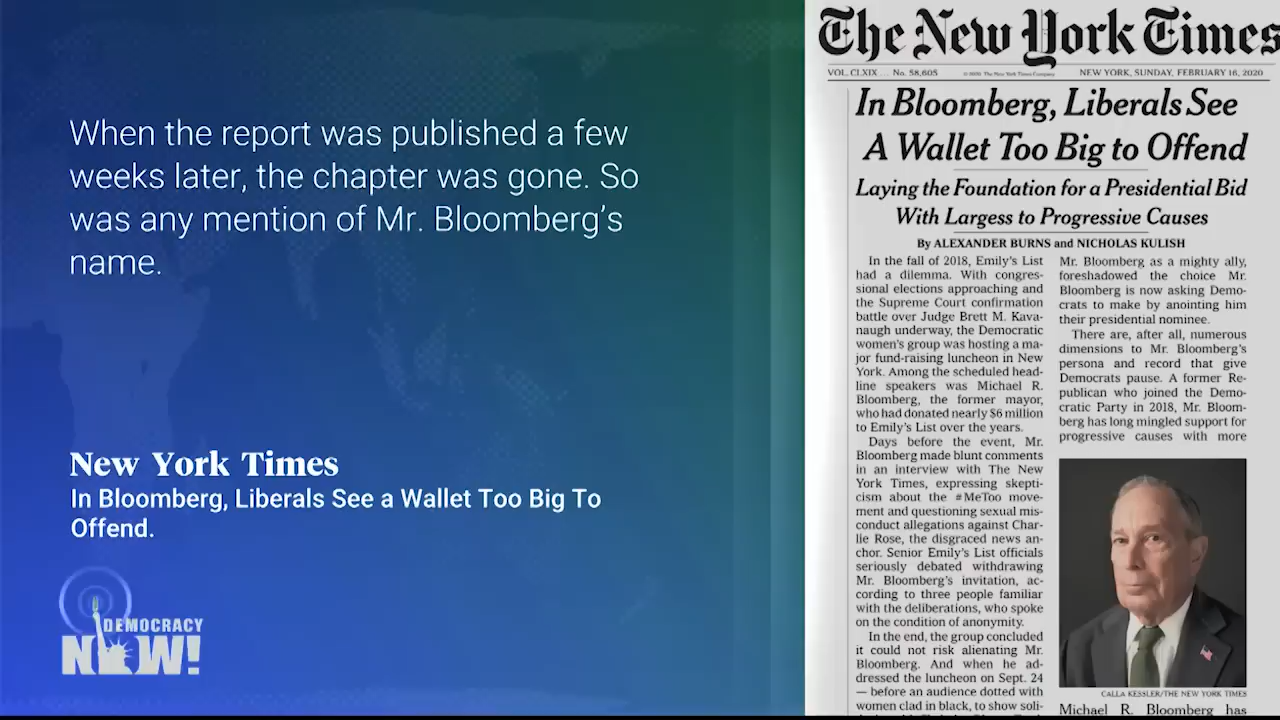 When the report was published a few
weeks later, the chapter was gone. So
was any mention of Mr. Bloomberg’s
name.
New York Times
In Bloomberg, Liberals See a Wallet Too Big To
Offend.
DEMOCRACY
NOW!
The New York Times
VOL. CLXIX . . . No. 58,605
© 2020 The New York Times Company
NEW YORK, SUNDAY, FEBRUARY 16, 2020
In Bloomberg, Liberals See
A Wallet Too Big to Offend
Laying the Foundation for a Presidential Bid
With Largess to Progressive Causes
By ALEXANDER BURNS and NICHOLAS KULISH
In the fall of 2018, Emily’s List
had a dilemma. With congres-
sional elections approaching and
the Supreme Court confirmation
battle over Judge Brett M. Kava-
naugh underway, the Democratic
women’s group was hosting a ma-
jor fund-raising luncheon in New
York. Among the scheduled head-
line speakers was Michael R.
Bloomberg, the former mayor,
who had donated nearly $6 million
to Emily’s List over the years.
Days before the event, Mr.
Bloomberg made blunt comments
in an interview with The New
York Times, expressing skepti-
cism about the #MeToo move-
ment and questioning sexual mis-
conduct allegations against Char-
lie Rose, the disgraced news an-
chor. Senior Emily’s List officials
seriously debated withdrawing
Mr. Bloomberg’s invitation, ac-
cording to three people familiar
with the deliberations, who spoke
on the condition of anonymity.
In the end, the group concluded
it could not risk alienating Mr.
Bloomberg. And when he ad-
dressed the luncheon on Sept. 24
— before an audience dotted with
women clad in black, to show soli-
Mr. Bloomberg as a mighty ally,
foreshadowed the choice Mr.
Bloomberg is now asking Demo-
crats to make by anointing him
their presidential nominee.
There are, after all, numerous
dimensions to Mr. Bloomberg’s
persona and record that give
Democrats pause. A former Re-
publican who joined the Demo-
cratic Party in 2018, Mr. Bloom-
berg has long mingled support for
progressive causes with more
CALLA KESSLER/THE NEW YORK TIMES
Michael R. Bloomberg has